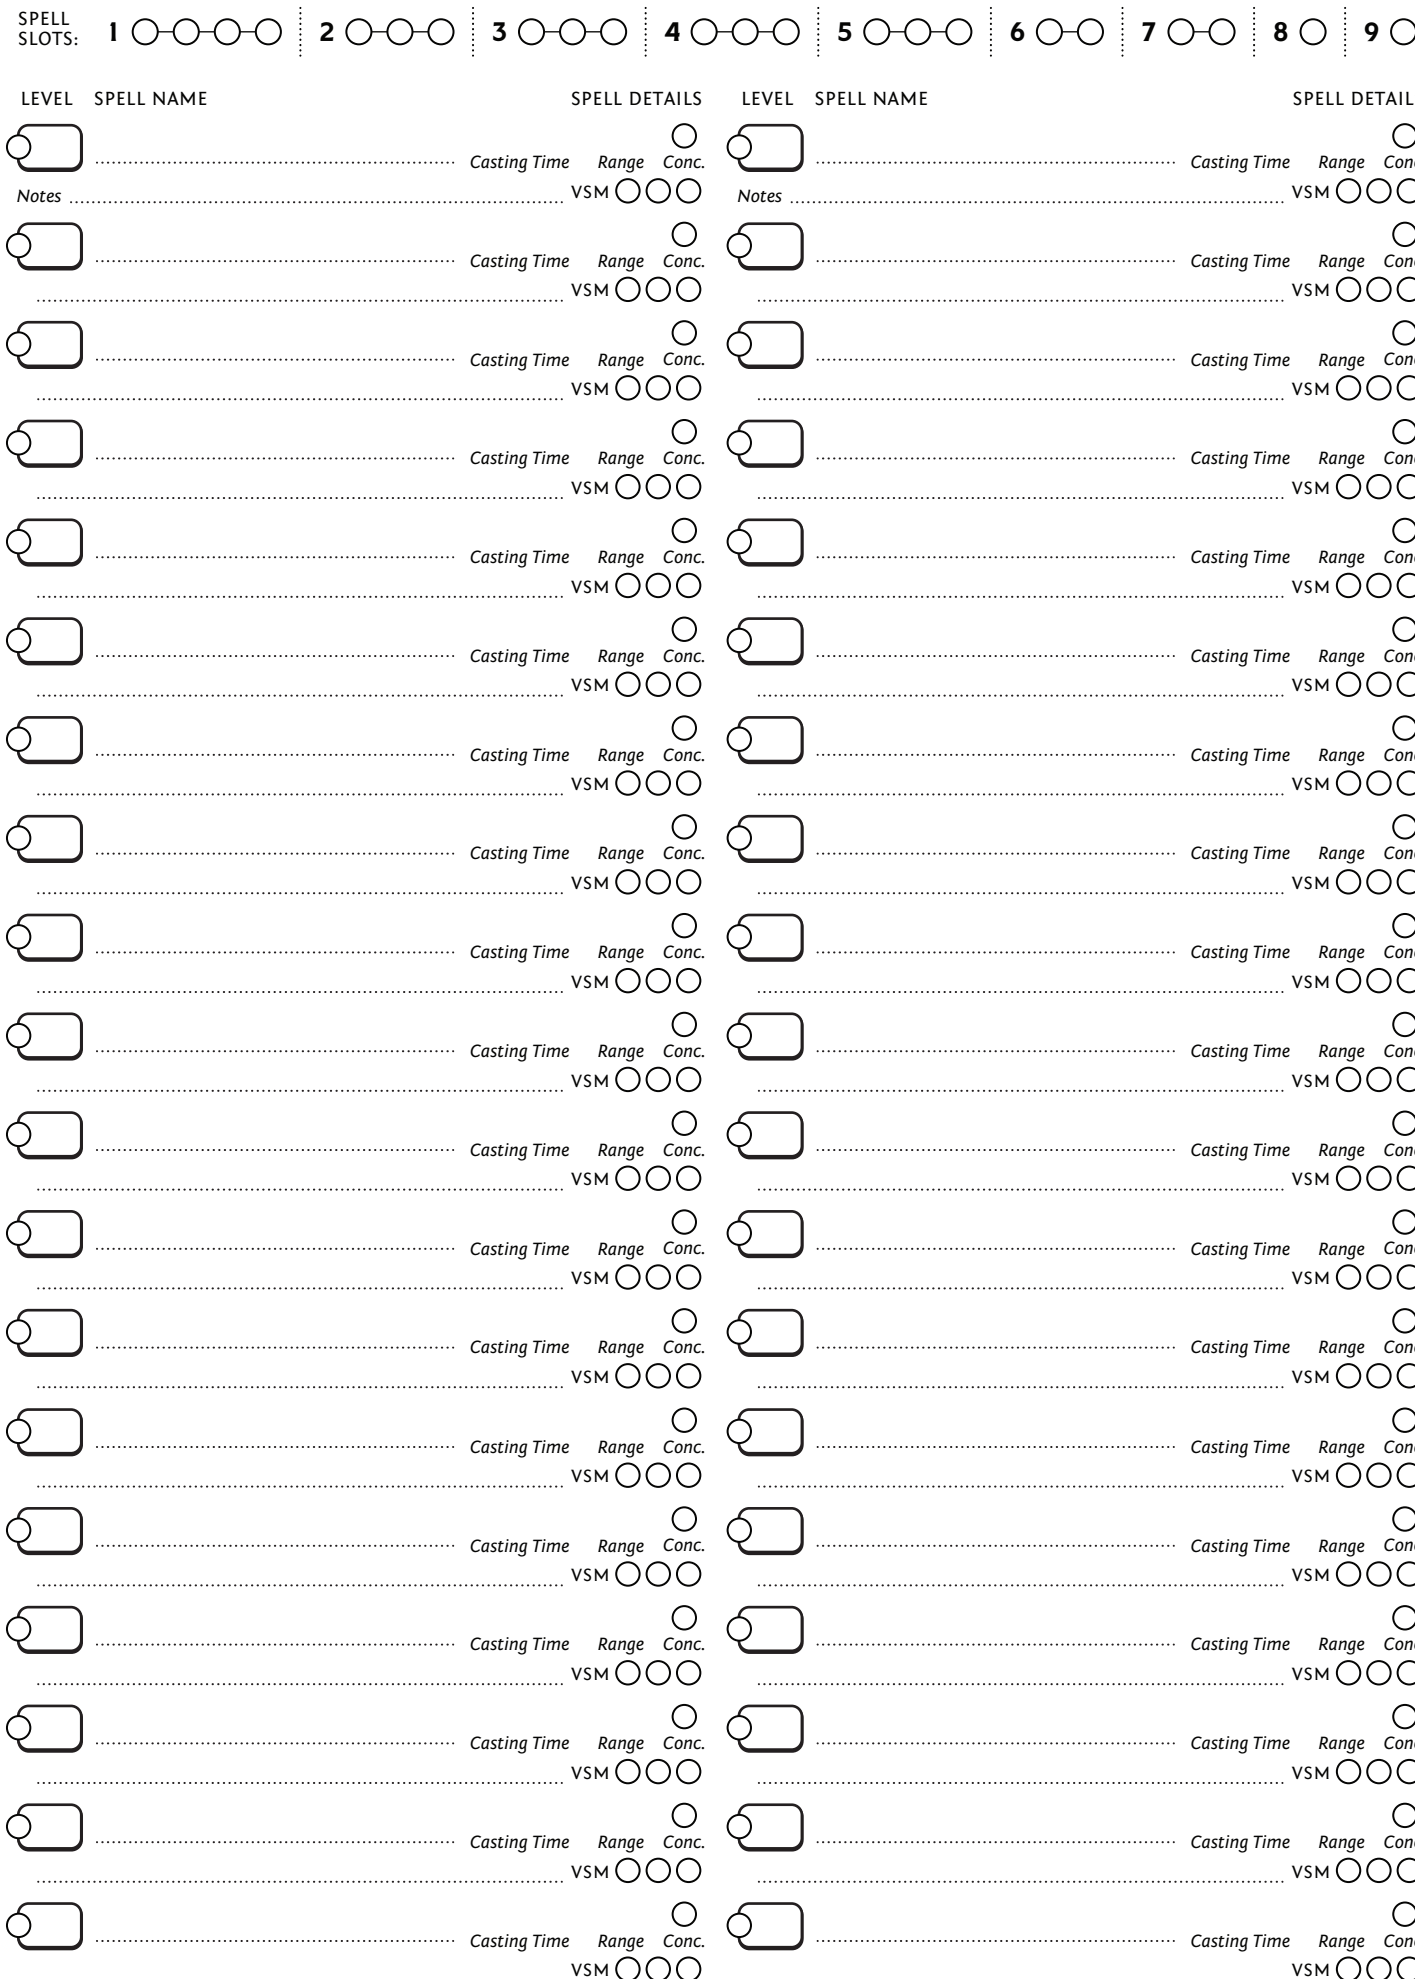 SPELL
SLOTS: 1 2 3 4 5 6 7 8 9
LEVEL SPELL NAME SPELL DETAILS
Casting Time Range Conc.
Notes VSM
Casting Time Range Conc.
VSM
Casting Time Range Conc.
VSM
Casting Time Range Conc.
VSM
Casting Time Range Conc.
VSM
Casting Time Range Conc.
VSM
Casting Time Range Conc.
VSM
Casting Time Range Conc.
VSM
Casting Time Range Conc.
VSM
Casting Time Range Conc.
VSM
Casting Time Range Conc.
VSM
Casting Time Range Conc.
VSM
Casting Time Range Conc.
VSM
Casting Time Range Conc.
VSM
Casting Time Range Conc.
VSM
Casting Time Range Conc.
VSM
Casting Time Range Conc.
VSM
Casting Time Range Conc.
VSM
Casting Time Range Conc.
VSM
LEVEL SPELL NAME SPELL DETAIL
Casting Time Range Conc
Notes VSM
Casting Time Range Conc
VSM
Casting Time Range Conc
VSM
Casting Time Range Conc
VSM
Casting Time Range Conc
VSM
Casting Time Range Conc
VSM
Casting Time Range Conc
VSM
Casting Time Range Conc
VSM
Casting Time Range Conc
VSM
Casting Time Range Conc
VSM
Casting Time Range Conc
VSM
Casting Time Range Conc
VSM
Casting Time Range Conc
VSM
Casting Time Range Conc
VSM
Casting Time Range Conc
VSM
Casting Time Range Conc
VSM
Casting Time Range Conc
VSM
Casting Time Range Conc
VSM
Casting Time Range Conc
VSM